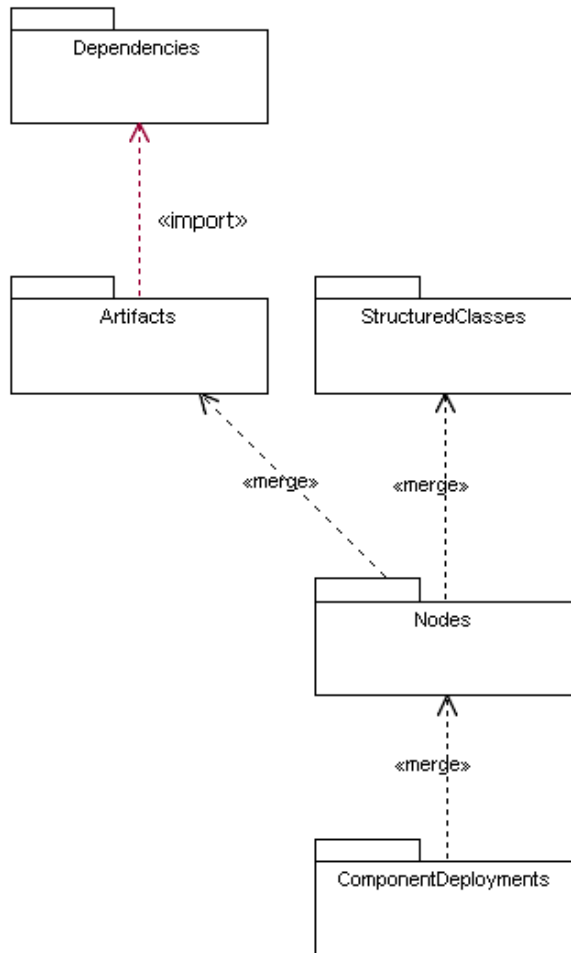 Dependencies
«import»
Artifacts
StructuredClasses
«merge»
«merge»
Nodes
«merge»
ComponentDeployments